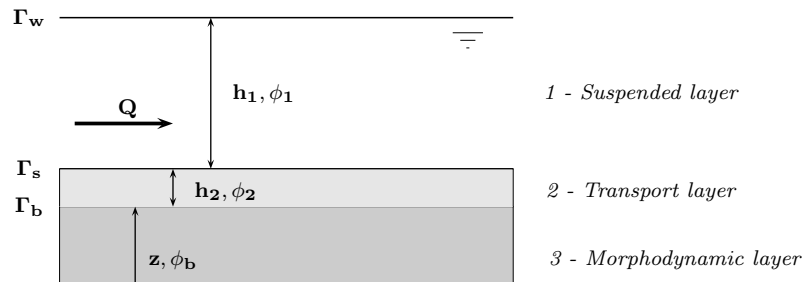 Γw
h1, ϕ1
1 - Suspended layer
Q
Γs
h2, ϕ2
2 - Transport layer
Γb
z, ϕb
3 - Morphodynamic layer